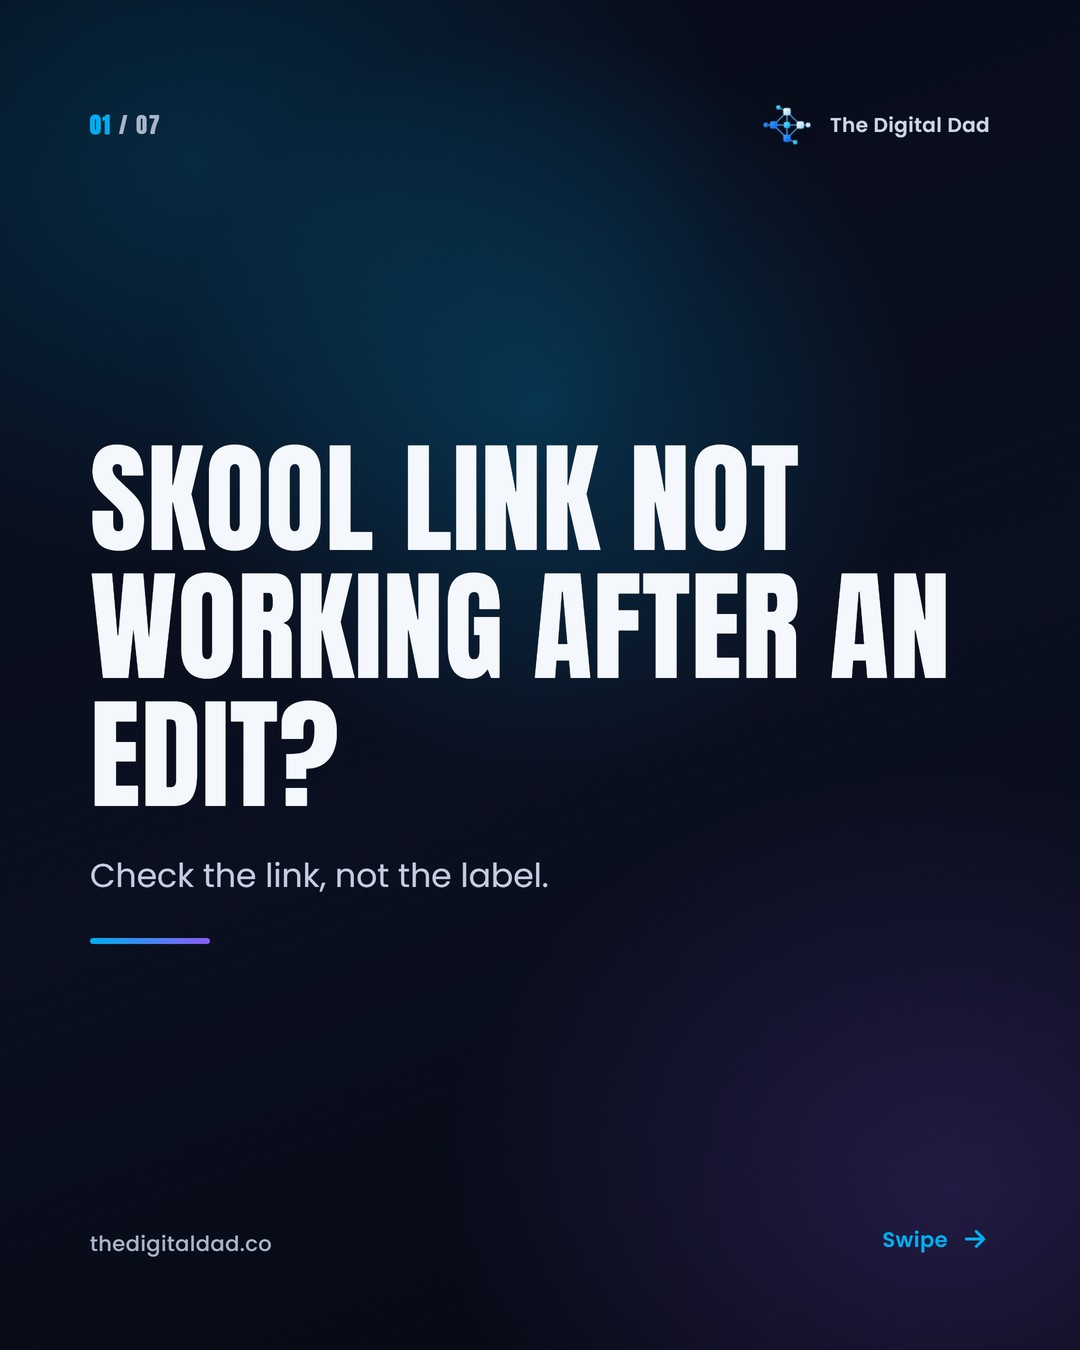 01 / 07
The Digital Dad
SKOOL LINK NOT
WORKING AFTER AN
EDIT?
Check the link, not the label.
thedigitaldad.co
Swipe →